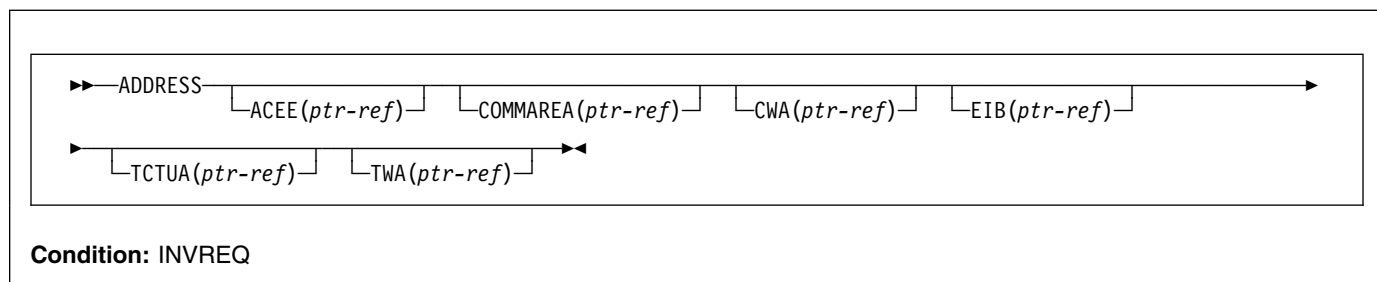 ADDRESS
ACEE(ptr-ref) COMMAREA(ptr-ref) CWA(ptr-ref) EIB(ptr-ref)
TCTUA(ptr-ref) TWA(ptr-ref)
Condition: INVREQ